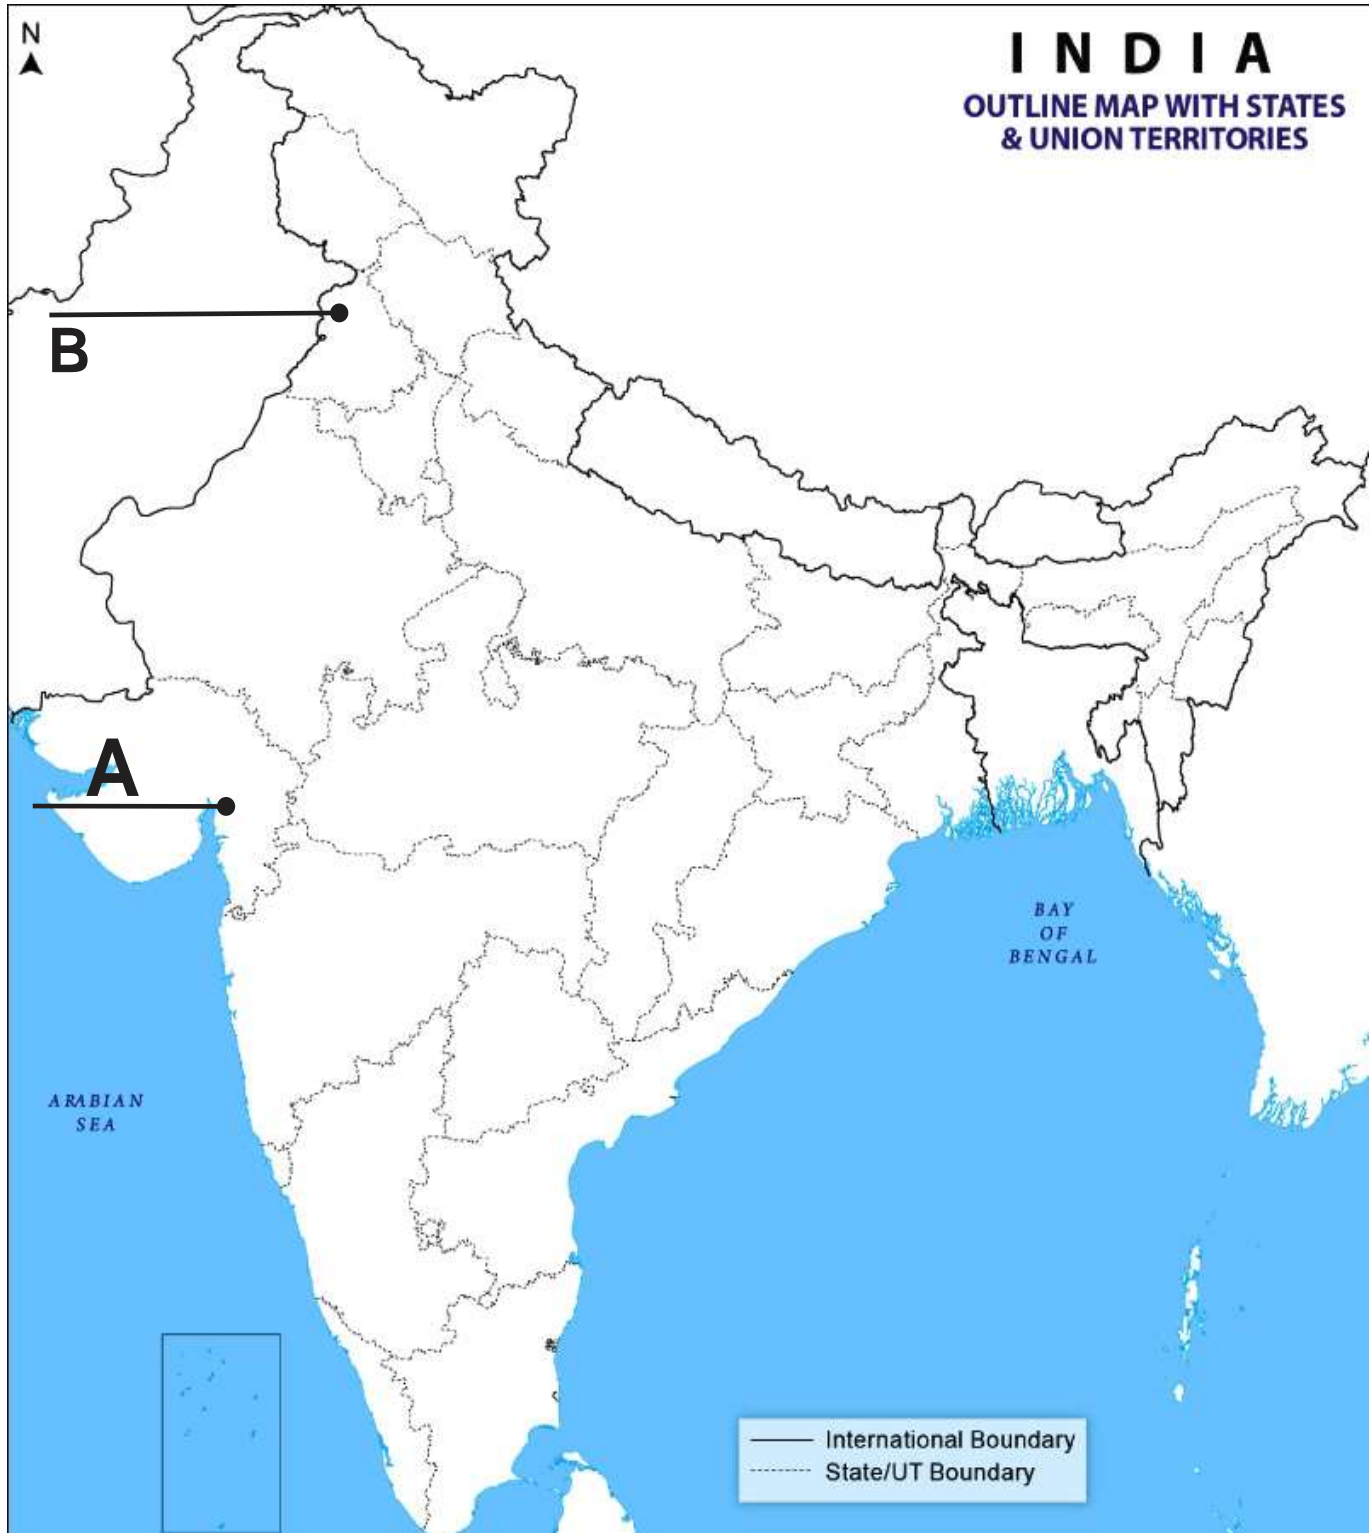 N
I N D I A
OUTLINE MAP WITH STATES
& UNION TERRITORIES
B
A
BAY
OF
BENGAL
ARABIAN
SEA
International Boundary
State/UT Boundary